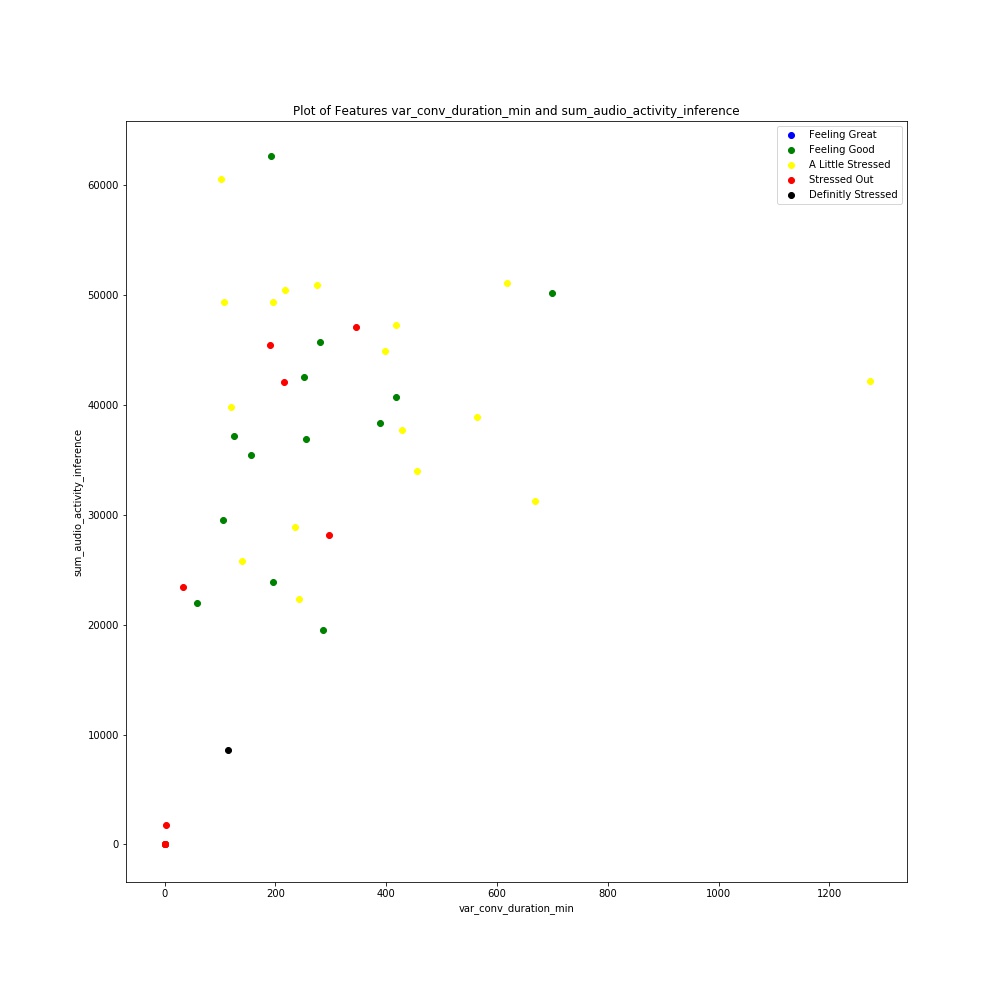 Plot of Features var_conv_duration_min and sum_audio_activity_inference
Feeling Great
Feeling Good
A Little Stressed
Stressed Out
Definitly Stressed
60000
50000
40000
30000
20000
10000
0
sum_audio_activity_inference
0 200 400 600 800 1000 1200
var_conv_duration_min